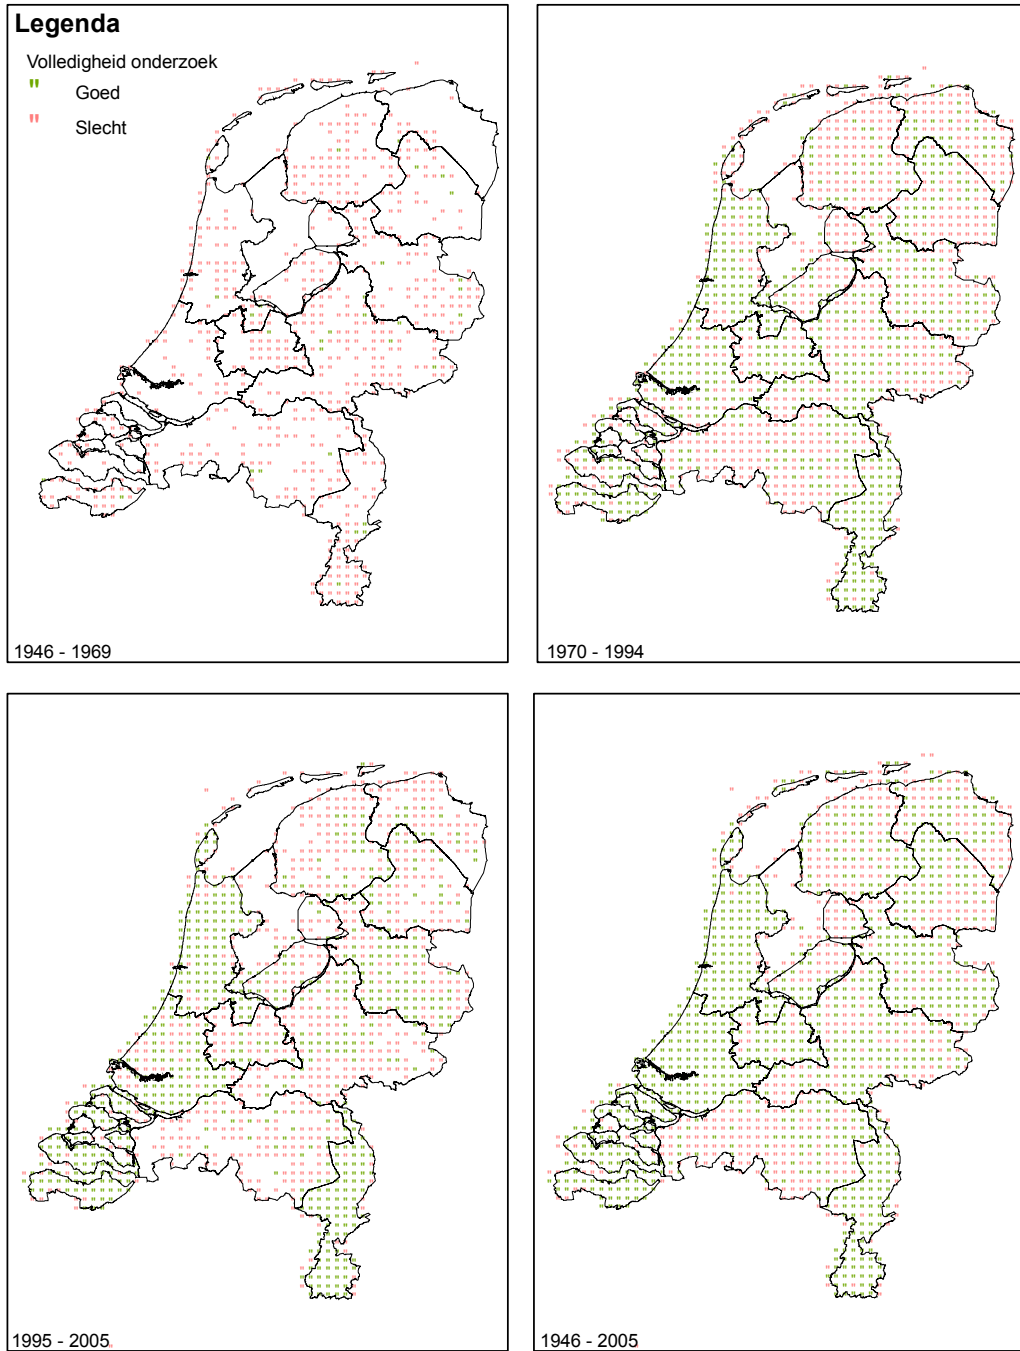 Legenda
Volledigheid onderzoek
Goed
Slecht
1946 - 1969
1970 - 1994
1995 - 2005
1946 - 2005